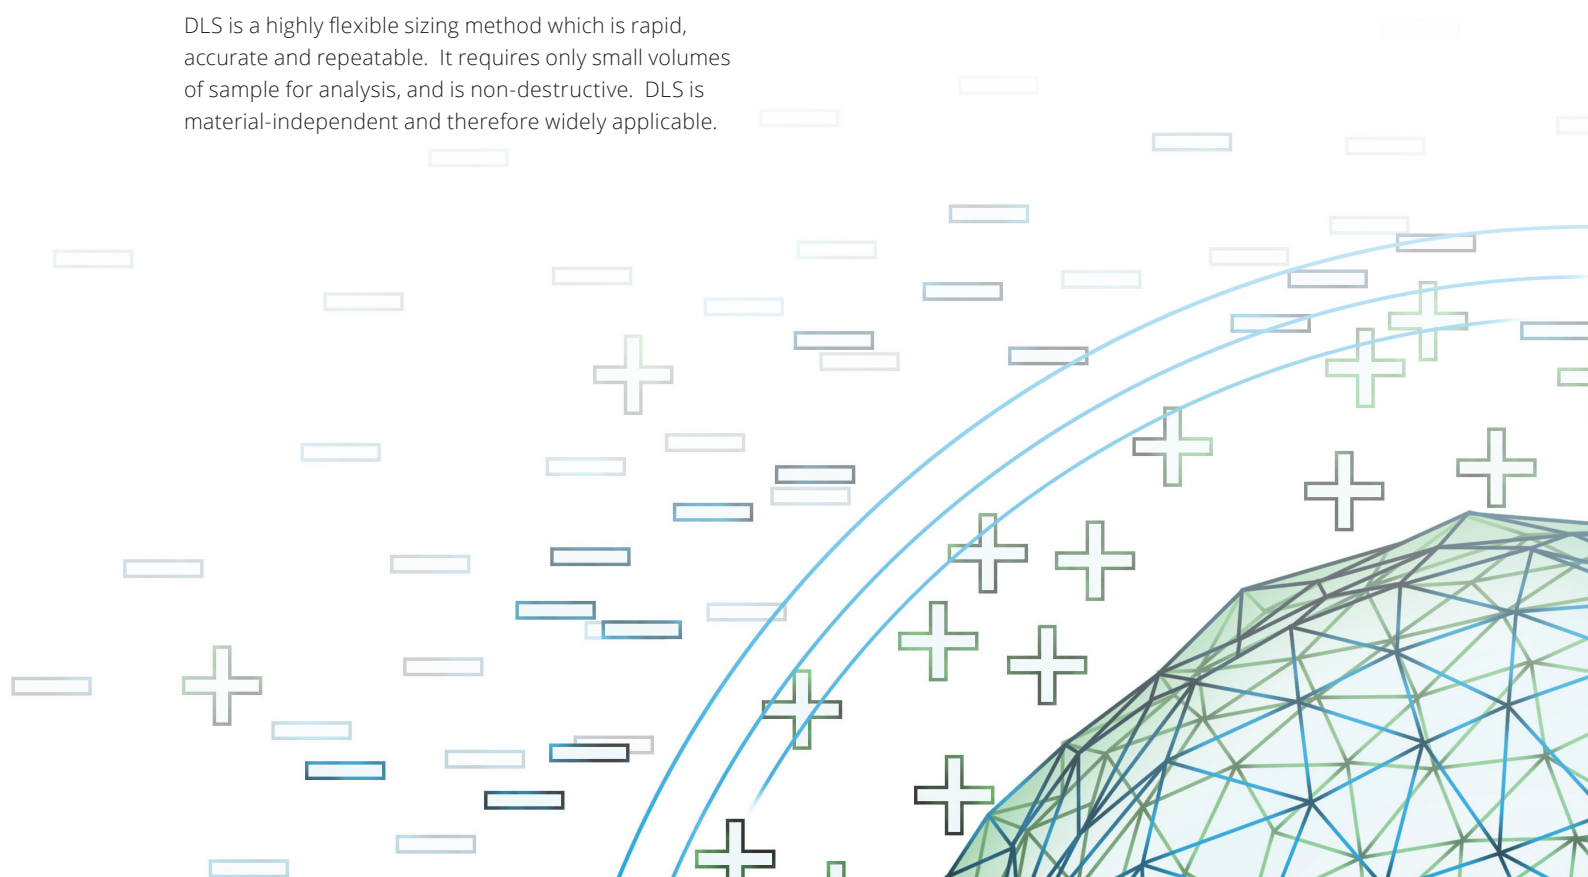 DLS is a highly flexible sizing method which is rapid,
accurate and repeatable.  It requires only small volumes
of sample for analysis, and is non-destructive.  DLS is
material-independent and therefore widely applicable.